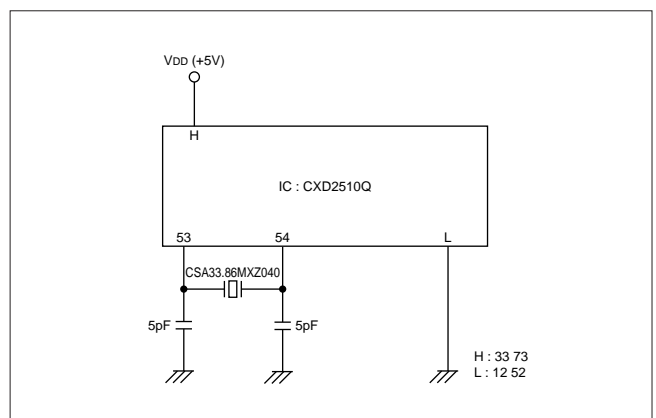 VDD (+5V)
H
IC : CXD2510Q
53 54 L
CSA33.86MXZ040
5pF 5pF
H : 33 73
L : 12 52